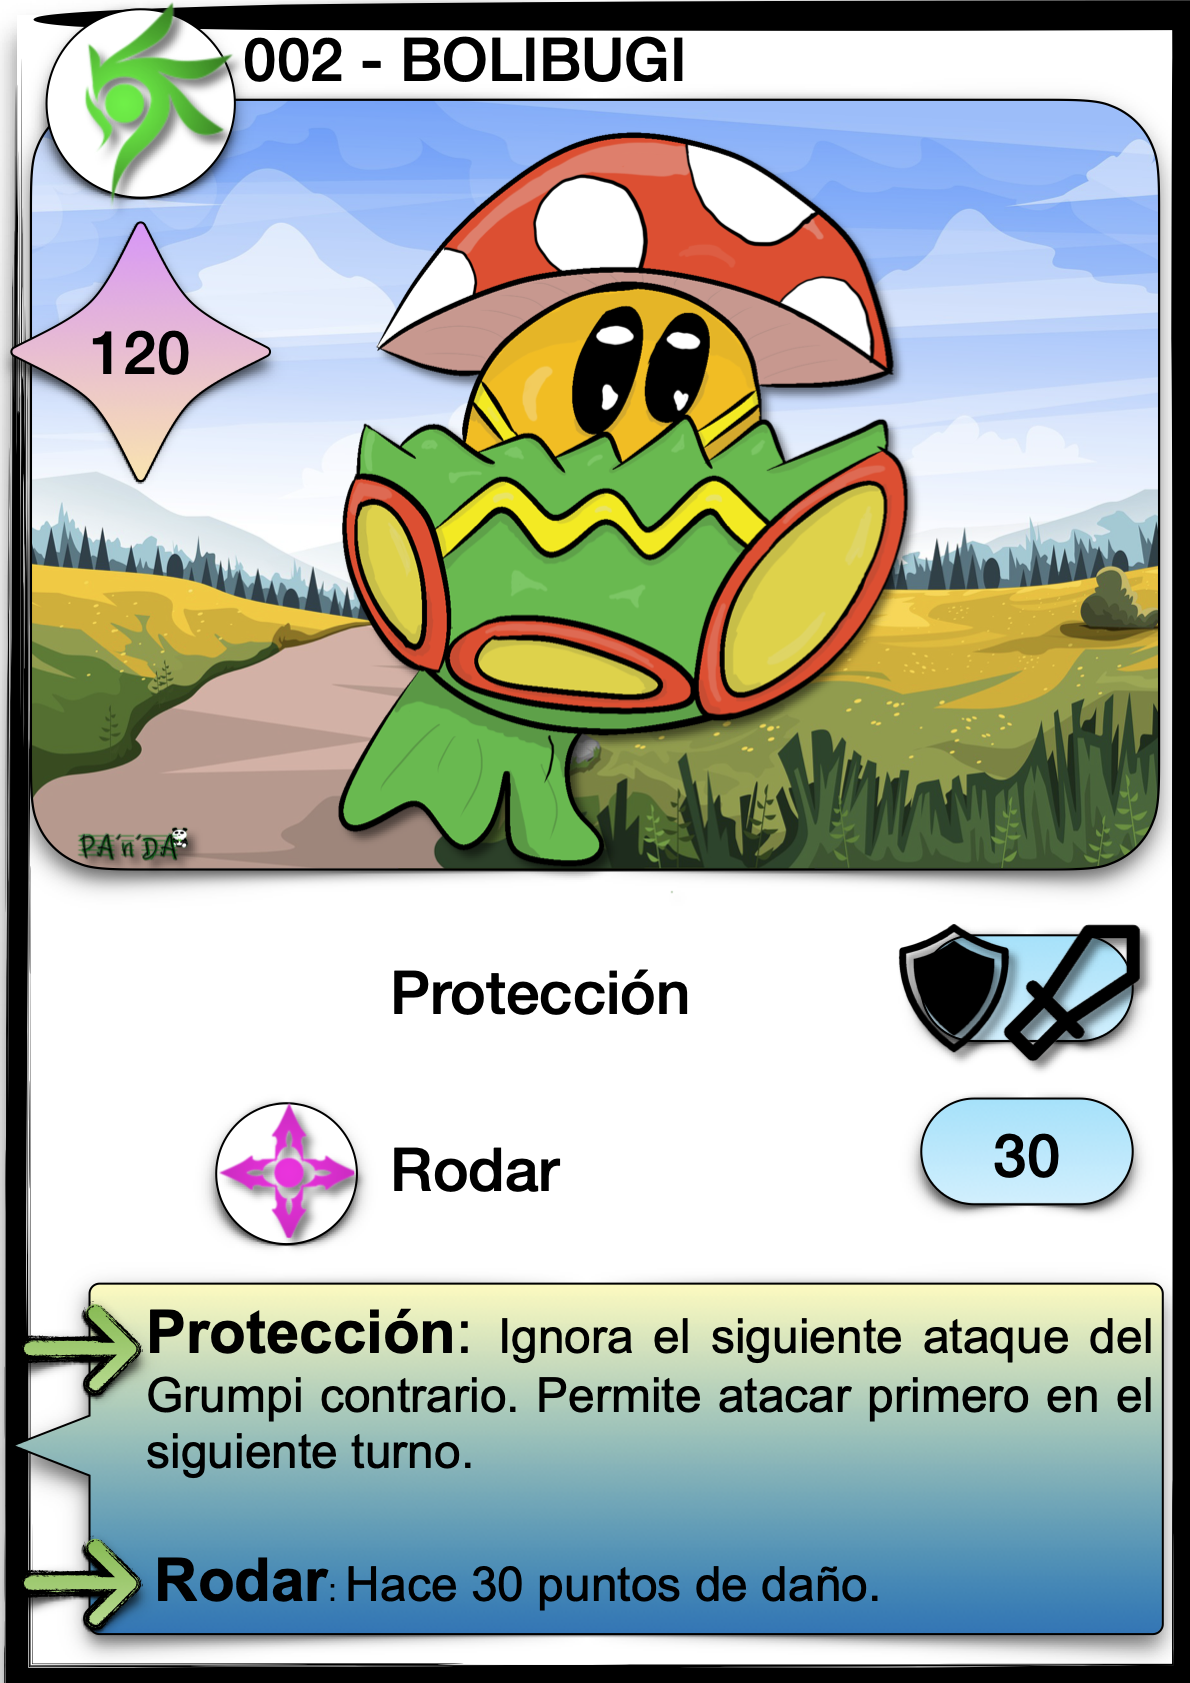 002 - BOLIBUGI
120
PA'n'DA
Protección
Rodar
30
Protección: Ignora el siguiente ataque del
Grumpi contrario. Permite atacar primero en el
siguiente turno.
Rodar: Hace 30 puntos de daño.